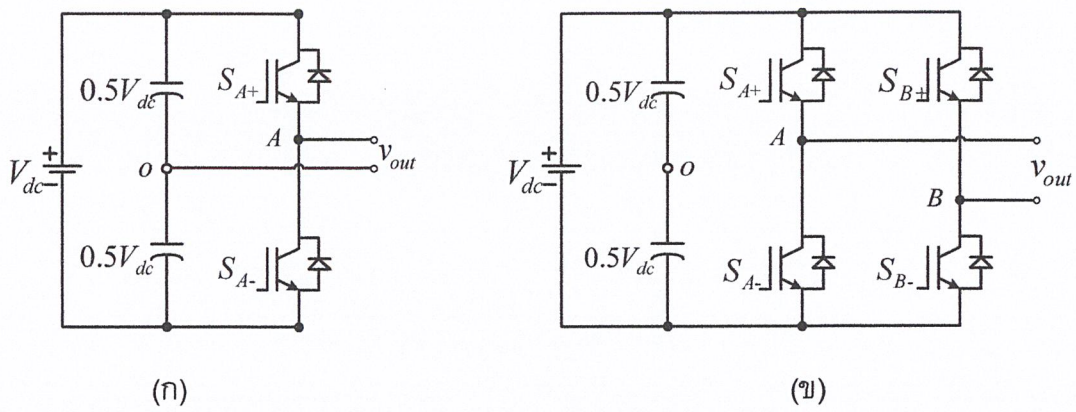 0.5V_dc
S_A+
A
v_out
+
V_dc
-
o
0.5V_dc
S_A-
(ก)
0.5V_dc
S_A+
S_B+
A
v_out
+
V_dc
-
o
B
0.5V_dc
S_A-
S_B-
(ข)